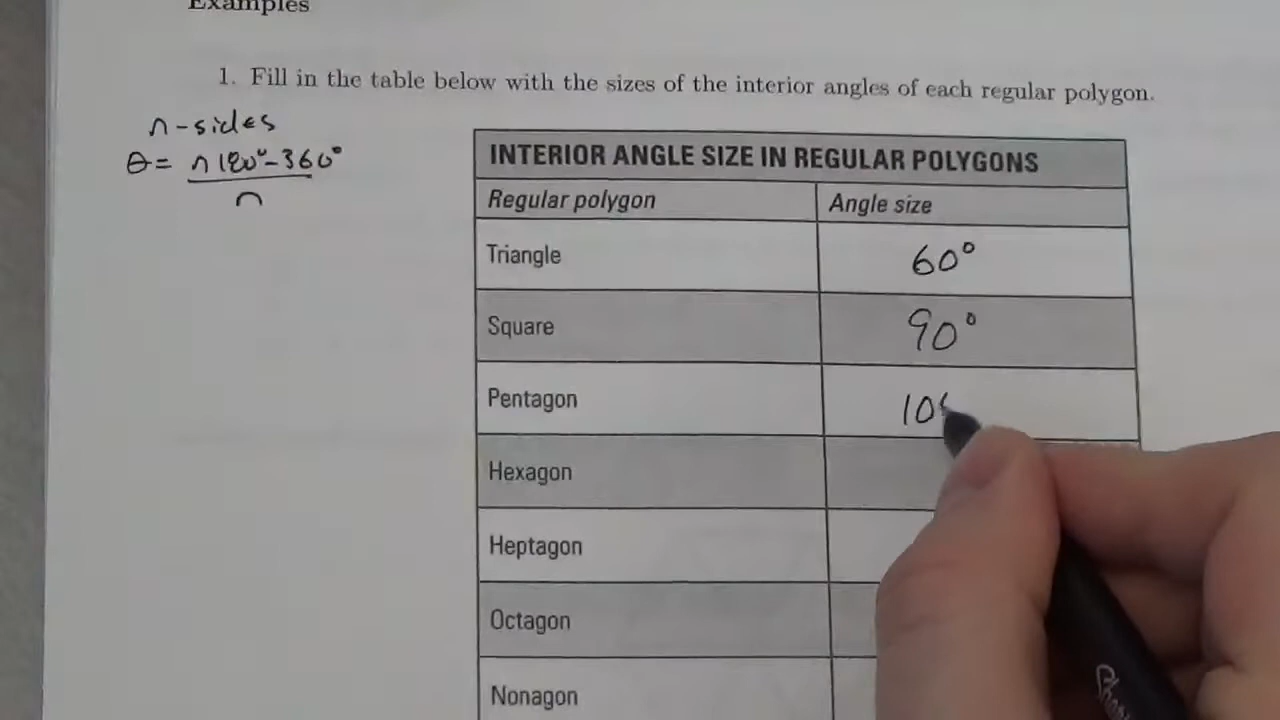 Examples
1. Fill in the table below with the sizes of the interior angles of each regular polygon.
n-sides
θ = n180°-360°
n
INTERIOR ANGLE SIZE IN REGULAR POLYGONS
Regular polygon Angle size
Triangle 60°
Square 90°
Pentagon 10
Hexagon
Heptagon
Octagon
Nonagon